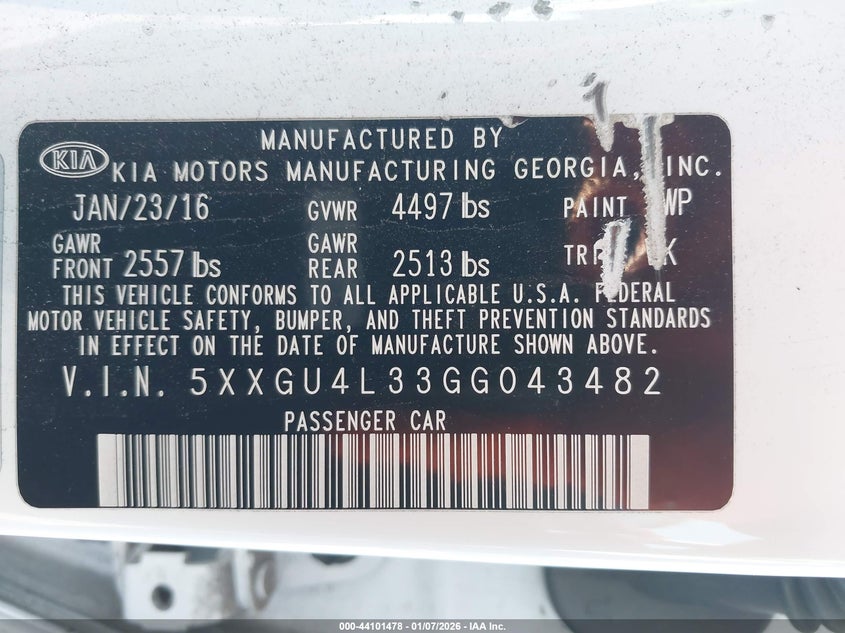 MANUFACTURED BY
KIA KIA MOTORS MANUFACTURING GEORGIA, INC.
JAN/23/16 GVWR 4497 lbs PAINT
GAWR FRONT 2557 lbs GAWR REAR 2513 lbs
THIS VEHICLE CONFORMS TO ALL APPLICABLE U.S.A. FEDERAL
MOTOR VEHICLE SAFETY, BUMPER, AND THEFT PREVENTION STANDARDS
IN EFFECT ON THE DATE OF MANUFACTURE SHOWN ABOVE.
V.I.N. 5XXGU4L33GG043482
PASSENGER CAR
000-44101478 | 01/07/2026 - IAA Inc.